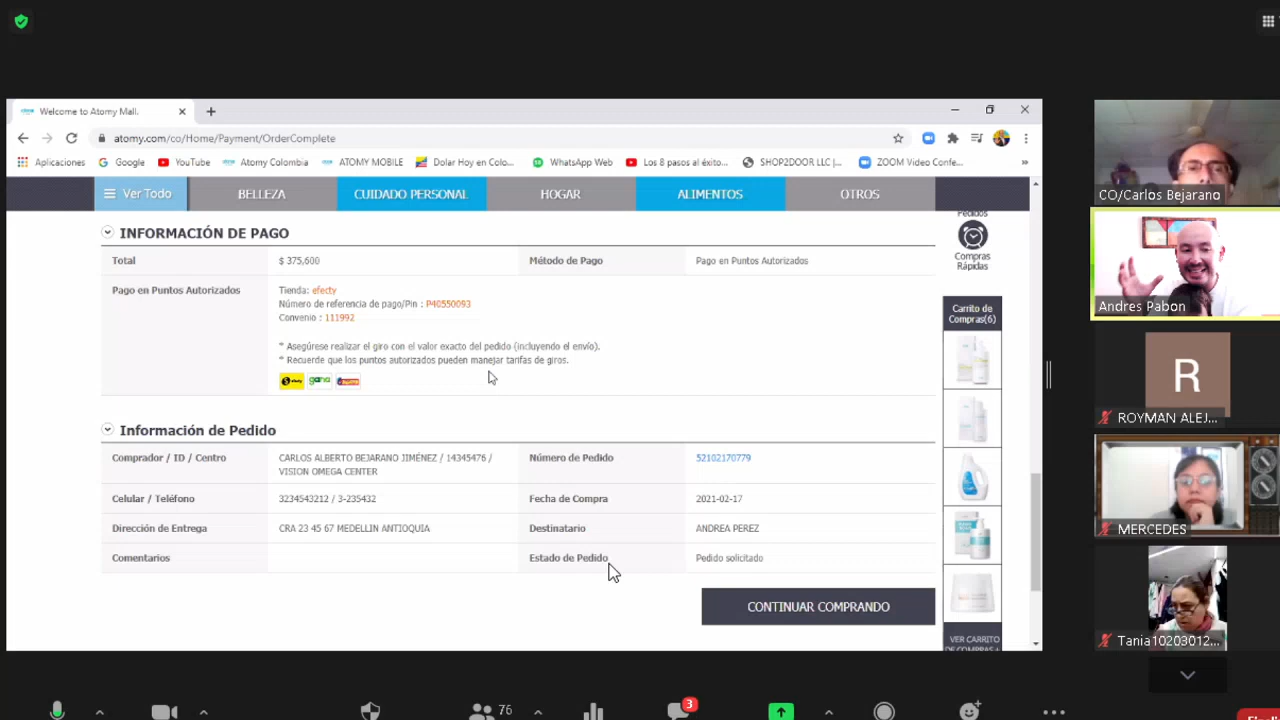 Welcome to Atomy Mall.
atomy.com/co/Home/Payment/OrderComplete
Aplicaciones Google YouTube Atomy Colombia ATOMY MOBILE Dolar Hoy en Colo... WhatsApp Web Los 8 pasos al éxito... SHOP2DOOR LLC |... ZOOM Video Confe...
Ver Todo BELLEZA CUIDADO PERSONAL HOGAR ALIMENTOS OTROS
Pedidos
Compras
Rápidas
INFORMACIÓN DE PAGO
Total $ 375,600 Método de Pago Pago en Puntos Autorizados
Pago en Puntos Autorizados
Tienda: efecty
Número de referencia de pago/Pin : P40550093
Convenio : 111992
* Asegúrese realizar el giro con el valor exacto del pedido (incluyendo el envío).
* Recuerde que los puntos autorizados pueden manejar tarifas de giros.
gana
Información de Pedido
Comprador / ID / Centro CARLOS ALBERTO BEJARANO JIMÉNEZ / 14345476 /
VISION OMEGA CENTER
Número de Pedido 52102170779
Celular / Teléfono 3234543212 / 3-235432 Fecha de Compra 2021-02-17
Dirección de Entrega CRA 23 45 67 MEDELLIN ANTIOQUIA Destinatario ANDREA PEREZ
Comentarios Estado de Pedido Pedido solicitado
CONTINUAR COMPRANDO
Carrito de
Compras(6)
VER CARRITO
DE COMPRAS +
CO/Carlos Bejarano
Andres Pabon
R
ROYMAN ALEJ...
MERCEDES
Tania10203012...
76
3